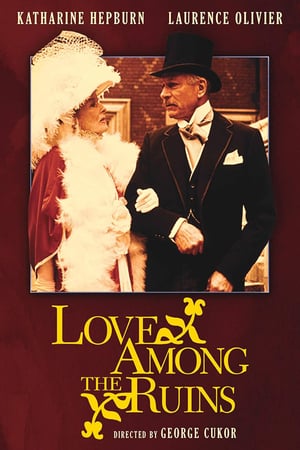 KATHARINE HEPBURN LAURENCE OLIVIER
LOVE
AMONG
THE RUINS
DIRECTED BY GEORGE CUKOR